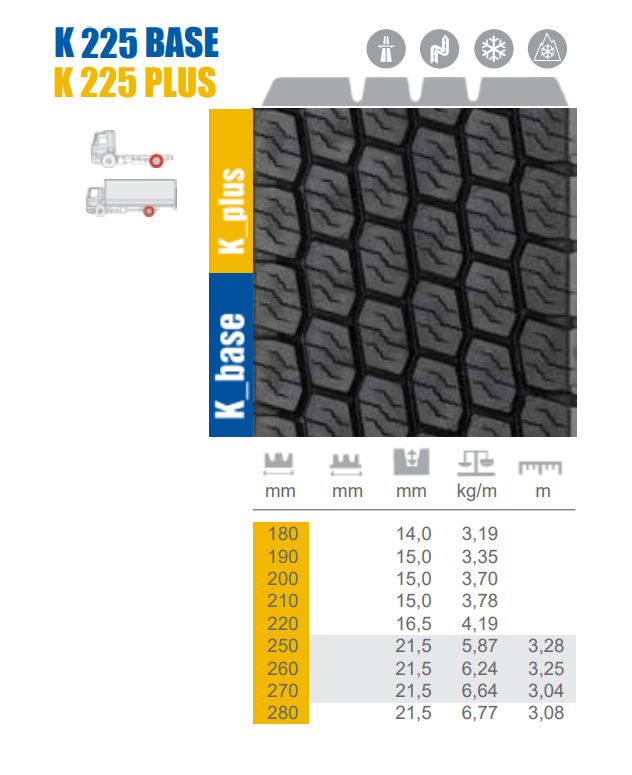 K 225 BASE
K 225 PLUS
K_plus
K_base
mm mm mm kg/m m
180 14,0 3,19
190 15,0 3,35
200 15,0 3,70
210 15,0 3,78
220 16,5 4,19
250 21,5 5,87 3,28
260 21,5 6,24 3,25
270 21,5 6,64 3,04
280 21,5 6,77 3,08